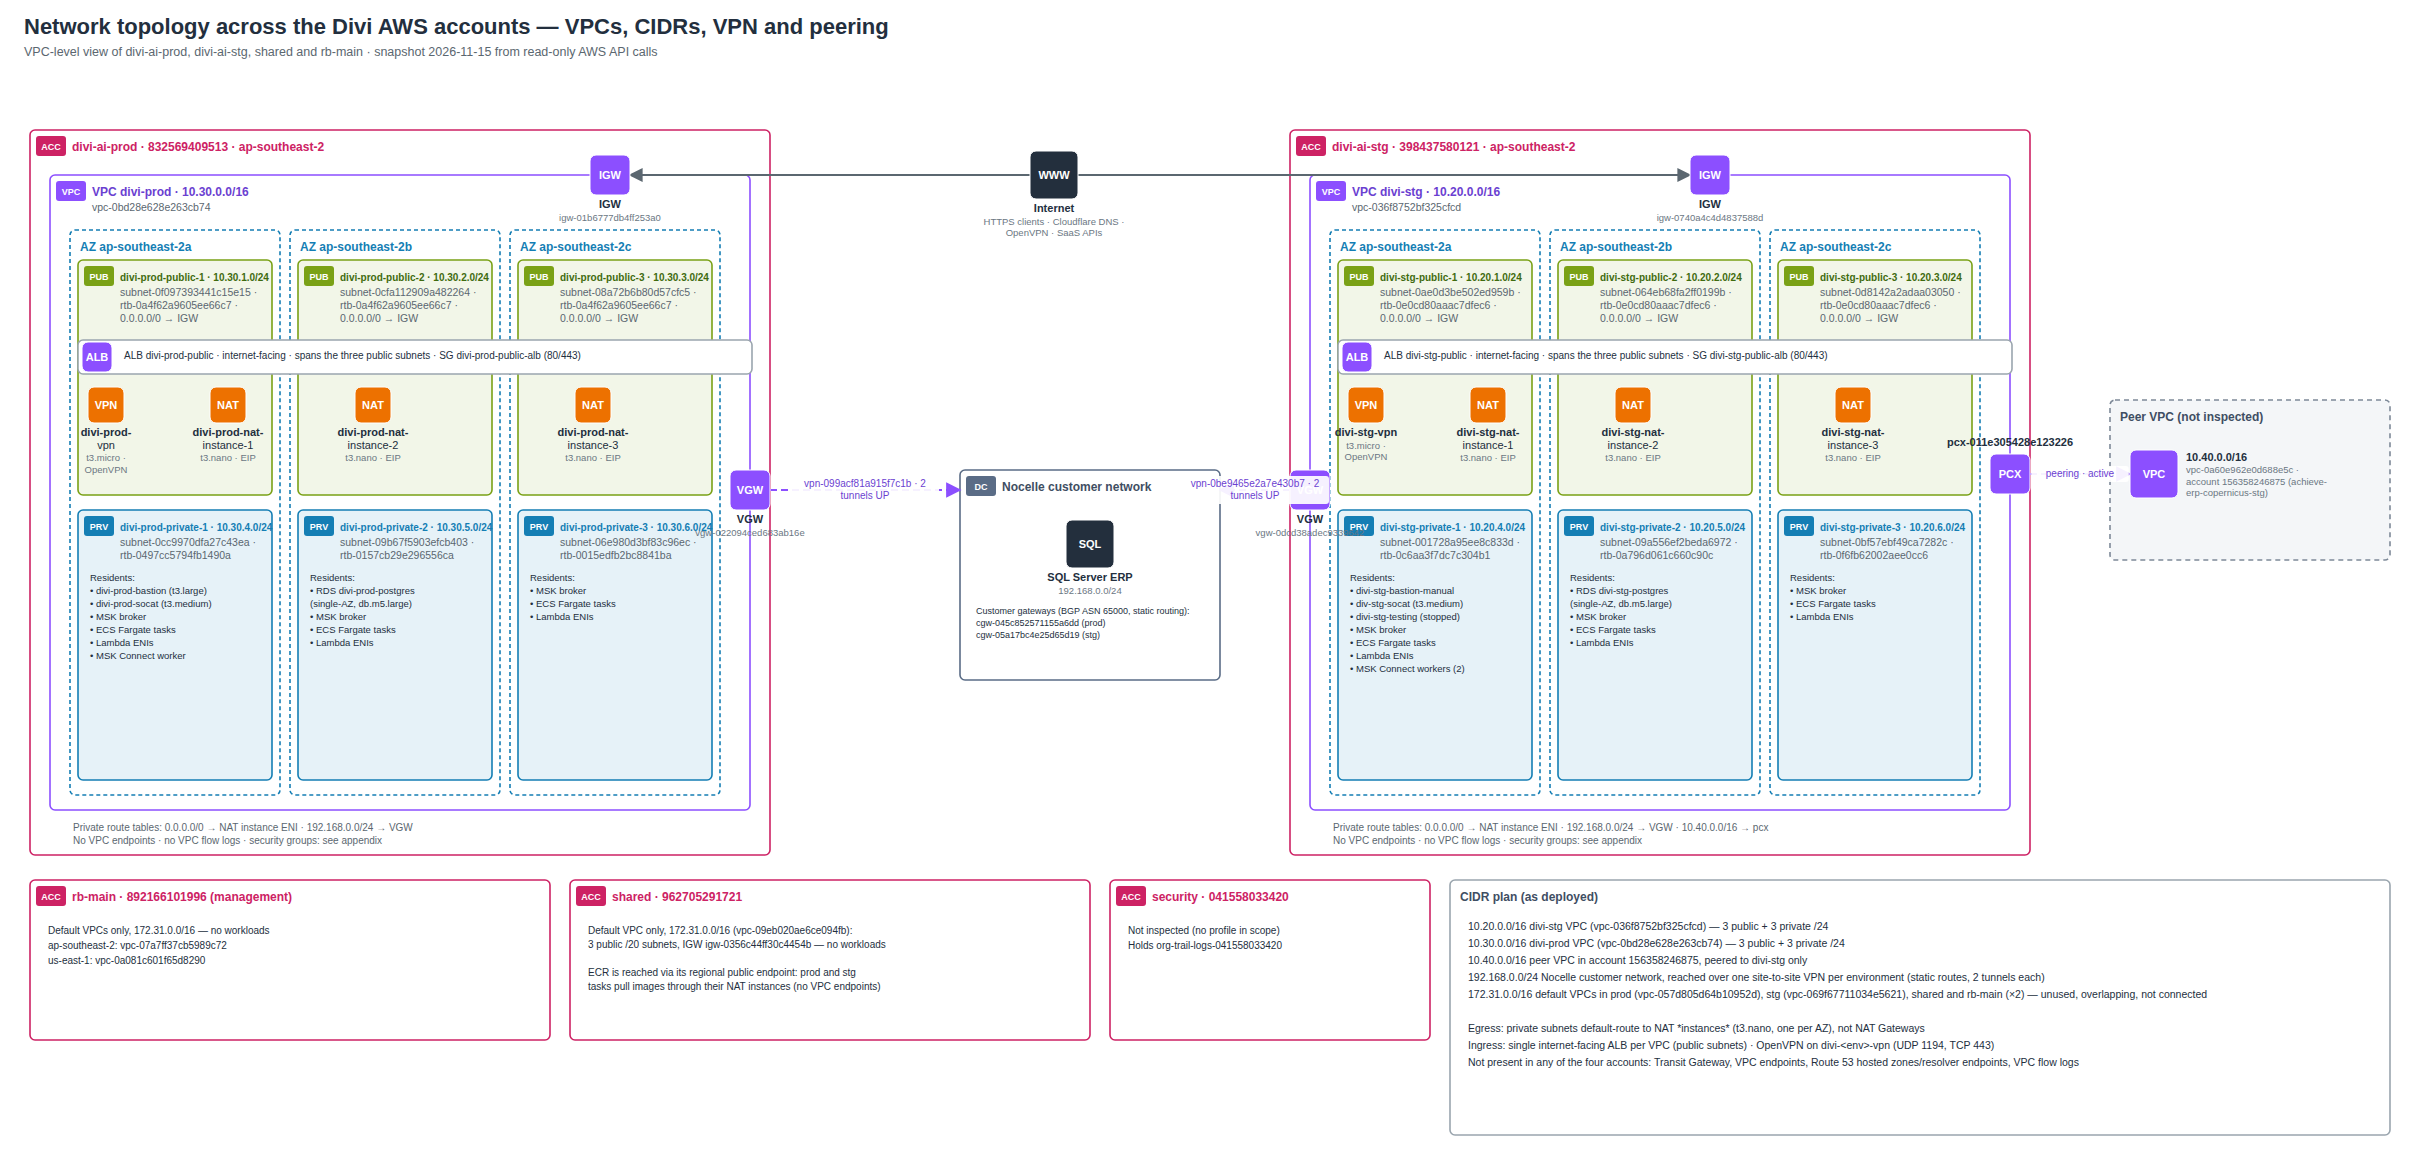 Network topology across the Divi AWS accounts — VPCs, CIDRs, VPN and peering
VPC-level view of divi-ai-prod, divi-ai-stg, shared and rb-main · snapshot 2026-11-15 from read-only AWS API calls
ACC
divi-ai-prod · 832569409513 · ap-southeast-2
VPC
VPC divi-prod · 10.30.0.0/16
vpc-0bd28e628e263cb74
IGW
IGW
igw-01b6777db4ff253a0
AZ ap-southeast-2a
PUB
divi-prod-public-1 · 10.30.1.0/24
subnet-0f097393441c15e15 ·
rtb-0a4f62a9605ee66c7 ·
0.0.0.0/0 → IGW
AZ ap-southeast-2b
PUB
divi-prod-public-2 · 10.30.2.0/24
subnet-0cfa112909a482264 ·
rtb-0a4f62a9605ee66c7 ·
0.0.0.0/0 → IGW
AZ ap-southeast-2c
PUB
divi-prod-public-3 · 10.30.3.0/24
subnet-08a72b6b80d57cfc5 ·
rtb-0a4f62a9605ee66c7 ·
0.0.0.0/0 → IGW
ALB
ALB divi-prod-public · internet-facing · spans the three public subnets · SG divi-prod-public-alb (80/443)
VPN
divi-prod-
vpn
t3.micro ·
OpenVPN
NAT
divi-prod-nat-
instance-1
t3.nano · EIP
NAT
divi-prod-nat-
instance-2
t3.nano · EIP
NAT
divi-prod-nat-
instance-3
t3.nano · EIP
PRV
divi-prod-private-1 · 10.30.4.0/24
subnet-0cc9970dfa27c43ea ·
rtb-0497cc5794fb1490a
Residents:
• divi-prod-bastion (t3.large)
• divi-prod-socat (t3.medium)
• MSK broker
• ECS Fargate tasks
• Lambda ENIs
• MSK Connect worker
PRV
divi-prod-private-2 · 10.30.5.0/24
subnet-09b67f5903efcb403 ·
rtb-0157cb29e296556ca
Residents:
• RDS divi-prod-postgres
(single-AZ, db.m5.large)
• MSK broker
• ECS Fargate tasks
• Lambda ENIs
PRV
divi-prod-private-3 · 10.30.6.0/24
subnet-06e980d3bf83c96ec ·
rtb-0015edfb2bc8841ba
Residents:
• MSK broker
• ECS Fargate tasks
• Lambda ENIs
VGW
VGW
Private route tables: 0.0.0.0/0 → NAT instance ENI · 192.168.0.0/24 → VGW
No VPC endpoints · no VPC flow logs · security groups: see appendix
WWW
Internet
HTTPS clients · Cloudflare DNS ·
OpenVPN · SaaS APIs
vpn-099acf81a915f7c1b · 2
tunnels UP
DC
Nocelle customer network
SQL
SQL Server ERP
192.168.0.0/24
Customer gateways (BGP ASN 65000, static routing):
cgw-045c852571155a6dd (prod)
cgw-05a17bc4e25d65d19 (stg)
vpn-0be9465e2a7e430b7 · 2
tunnels UP
ACC
divi-ai-stg · 398437580121 · ap-southeast-2
VPC
VPC divi-stg · 10.20.0.0/16
vpc-036f8752bf325cfcd
IGW
IGW
igw-0740a4c4d4837588d
AZ ap-southeast-2a
PUB
divi-stg-public-1 · 10.20.1.0/24
subnet-0ae0d3be502ed959b ·
rtb-0e0cd80aaac7dfec6 ·
0.0.0.0/0 → IGW
AZ ap-southeast-2b
PUB
divi-stg-public-2 · 10.20.2.0/24
subnet-064eb68fa2ff0199b ·
rtb-0e0cd80aaac7dfec6 ·
0.0.0.0/0 → IGW
AZ ap-southeast-2c
PUB
divi-stg-public-3 · 10.20.3.0/24
subnet-0d8142a2adaa03050 ·
rtb-0e0cd80aaac7dfec6 ·
0.0.0.0/0 → IGW
ALB
ALB divi-stg-public · internet-facing · spans the three public subnets · SG divi-stg-public-alb (80/443)
VPN
divi-stg-vpn
t3.micro ·
OpenVPN
NAT
divi-stg-nat-
instance-1
t3.nano · EIP
NAT
divi-stg-nat-
instance-2
t3.nano · EIP
NAT
divi-stg-nat-
instance-3
t3.nano · EIP
VGW
PRV
divi-stg-private-1 · 10.20.4.0/24
subnet-001728a95ee8c833d ·
rtb-0c6aa3f7dc7c304b1
Residents:
• divi-stg-bastion-manual
• div-stg-socat (t3.medium)
• divi-stg-testing (stopped)
• MSK broker
• ECS Fargate tasks
• Lambda ENIs
• MSK Connect workers (2)
PRV
divi-stg-private-2 · 10.20.5.0/24
subnet-09a556ef2beda6972 ·
rtb-0a796d061c660c90c
Residents:
• RDS divi-stg-postgres
(single-AZ, db.m5.large)
• MSK broker
• ECS Fargate tasks
• Lambda ENIs
PRV
divi-stg-private-3 · 10.20.6.0/24
subnet-0bf57ebf49ca7282c ·
rtb-0f6fb62002aee0cc6
Residents:
• MSK broker
• ECS Fargate tasks
• Lambda ENIs
Private route tables: 0.0.0.0/0 → NAT instance ENI · 192.168.0.0/24 → VGW · 10.40.0.0/16 → pcx
No VPC endpoints · no VPC flow logs · security groups: see appendix
pcx-011e305428e123226
PCX
peering · active
Peer VPC (not inspected)
VPC
10.40.0.0/16
vpc-0a60e962e0d688e5c ·
account 156358246875 (achieve-
erp-copernicus-stg)
ACC
rb-main · 892166101996 (management)
Default VPCs only, 172.31.0.0/16 — no workloads
ap-southeast-2: vpc-07a7ff37cb5989c72
us-east-1: vpc-0a081c601f65d8290
ACC
shared · 962705291721
Default VPC only, 172.31.0.0/16 (vpc-09eb020ae6ce094fb):
3 public /20 subnets, IGW igw-0356c44ff30c4454b — no workloads
ECR is reached via its regional public endpoint: prod and stg
tasks pull images through their NAT instances (no VPC endpoints)
ACC
security · 041558033420
Not inspected (no profile in scope)
Holds org-trail-logs-041558033420
CIDR plan (as deployed)
10.20.0.0/16 divi-stg VPC (vpc-036f8752bf325cfcd) — 3 public + 3 private /24
10.30.0.0/16 divi-prod VPC (vpc-0bd28e628e263cb74) — 3 public + 3 private /24
10.40.0.0/16 peer VPC in account 156358246875, peered to divi-stg only
192.168.0.0/24 Nocelle customer network, reached over one site-to-site VPN per environment (static routes, 2 tunnels each)
172.31.0.0/16 default VPCs in prod (vpc-057d805d64b10952d), stg (vpc-069f67711034e5621), shared and rb-main (×2) — unused, overlapping, not connected
Egress: private subnets default-route to NAT *instances* (t3.nano, one per AZ), not NAT Gateways
Ingress: single internet-facing ALB per VPC (public subnets) · OpenVPN on divi-<env>-vpn (UDP 1194, TCP 443)
Not present in any of the four accounts: Transit Gateway, VPC endpoints, Route 53 hosted zones/resolver endpoints, VPC flow logs